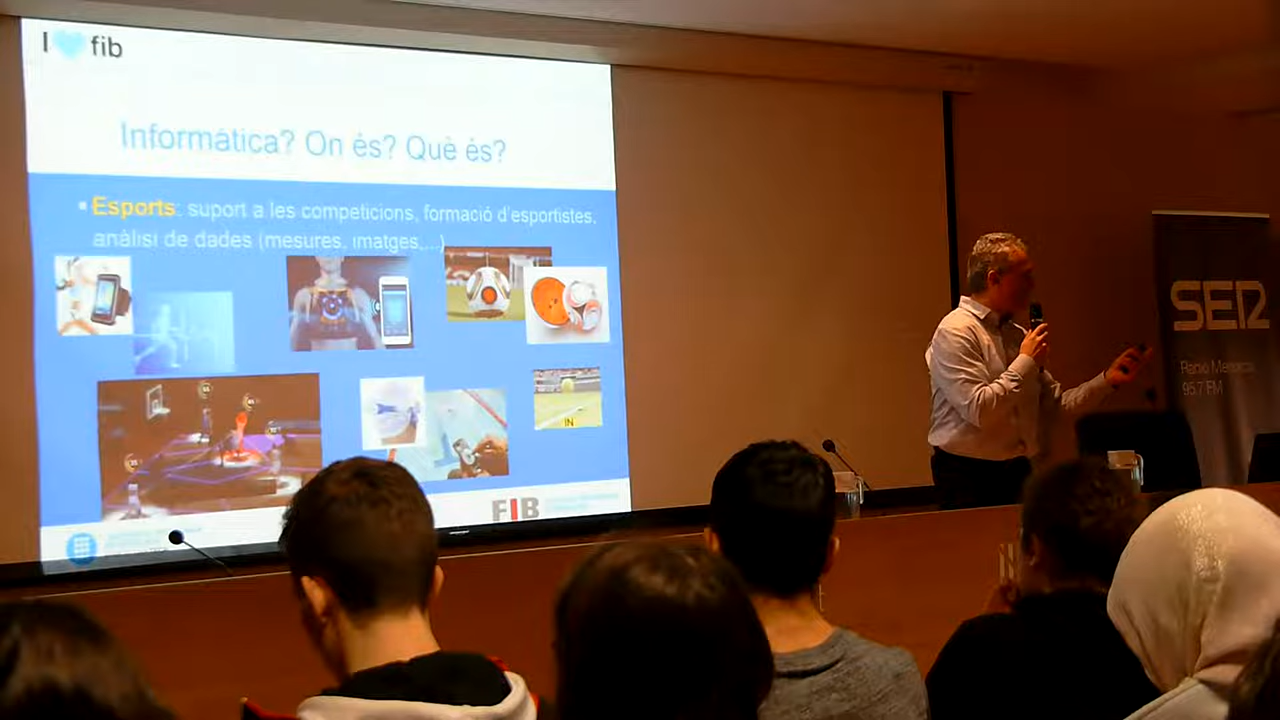 I fib
Informàtica? On és? Què és?
• Esports: suport a les competicions, formació d'esportistes,
anàlisi de dades (mesures, imatges,...)
IN
FIB
SER
Ràdio Menorca
95.7 FM